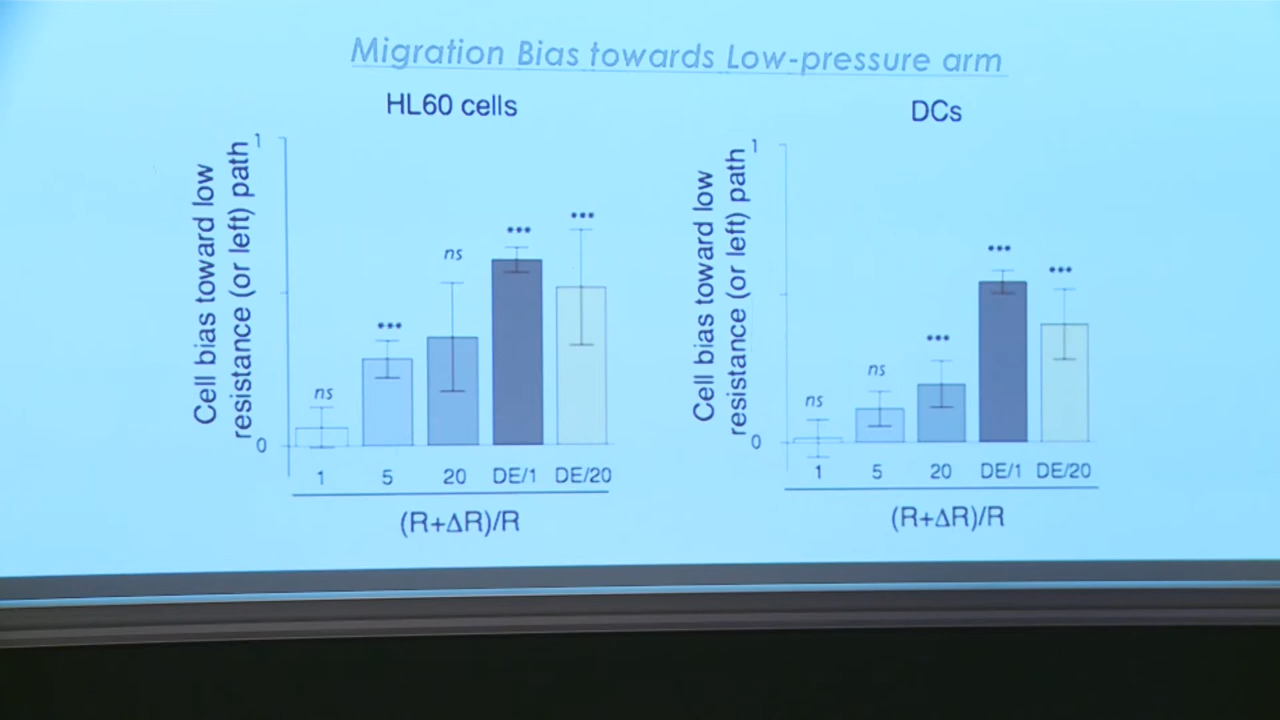 Migration Bias towards Low-pressure arm
HL60 cells
Cell bias toward low
resistance (or left) path
1
0
ns
***
ns
***
***
1
5
20
DE/1
DE/20
(R+ΔR)/R
DCs
Cell bias toward low
resistance (or left) path
1
0
ns
ns
***
***
***
1
5
20
DE/1
DE/20
(R+ΔR)/R